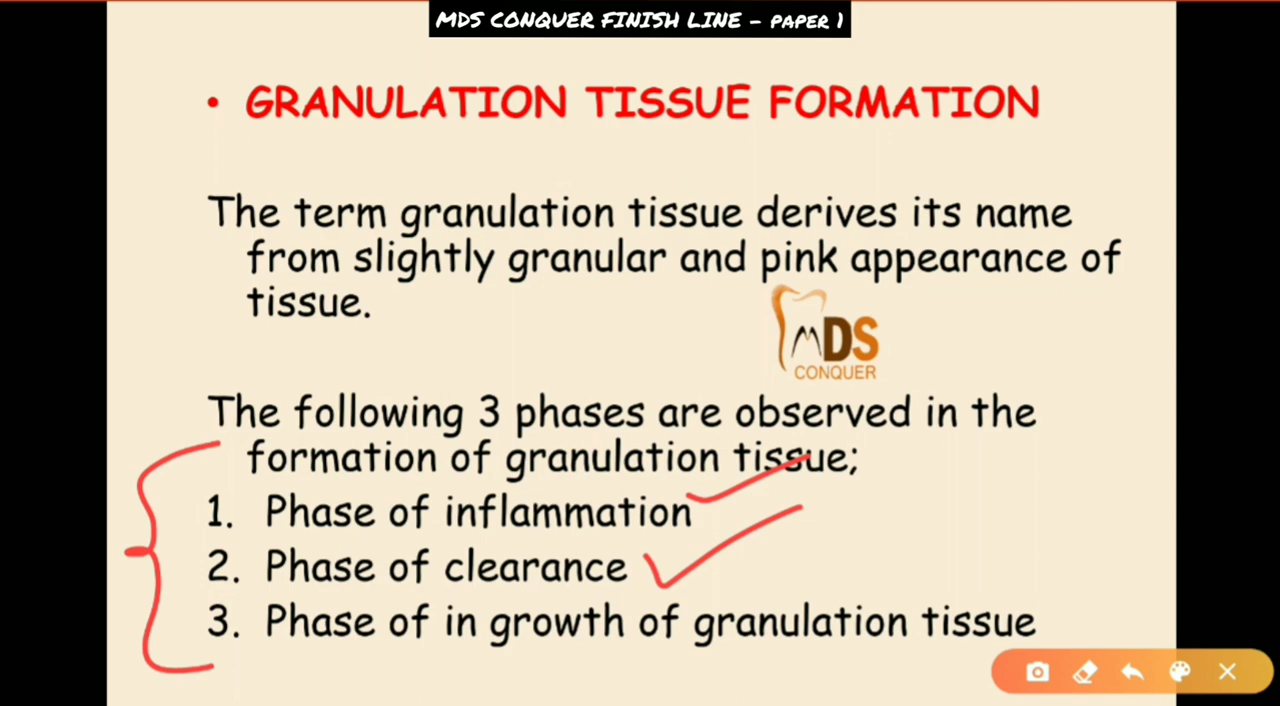 MDS CONQUER FINISH LINE - PAPER 1
• GRANULATION TISSUE FORMATION
The term granulation tissue derives its name
from slightly granular and pink appearance of
tissue.
MDS
CONQUER
The following 3 phases are observed in the
formation of granulation tissue;
1. Phase of inflammation
2. Phase of clearance
3. Phase of in growth of granulation tissue